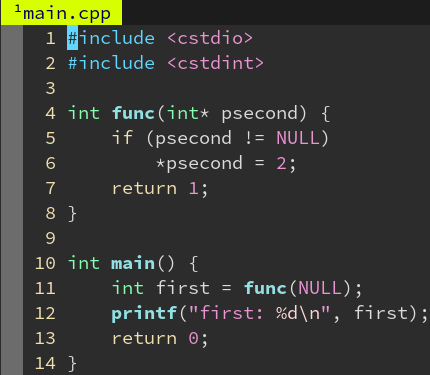 ¹main.cpp
1 #include <cstdio>
2 #include <cstdint>
3
4 int func(int* psecond) {
5     if (psecond != NULL)
6         *psecond = 2;
7     return 1;
8 }
9
10 int main() {
11     int first = func(NULL);
12     printf("first: %d\n", first);
13     return 0;
14 }